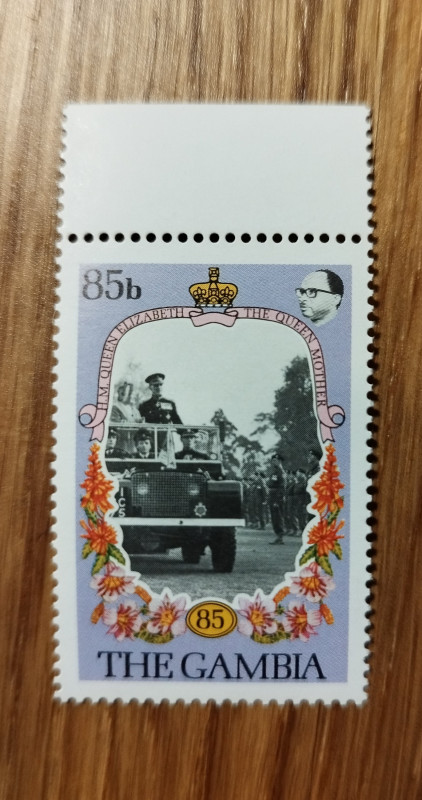 85b
H.M. QUEEN ELIZABETH THE QUEEN MOTHER
85
THE GAMBIA